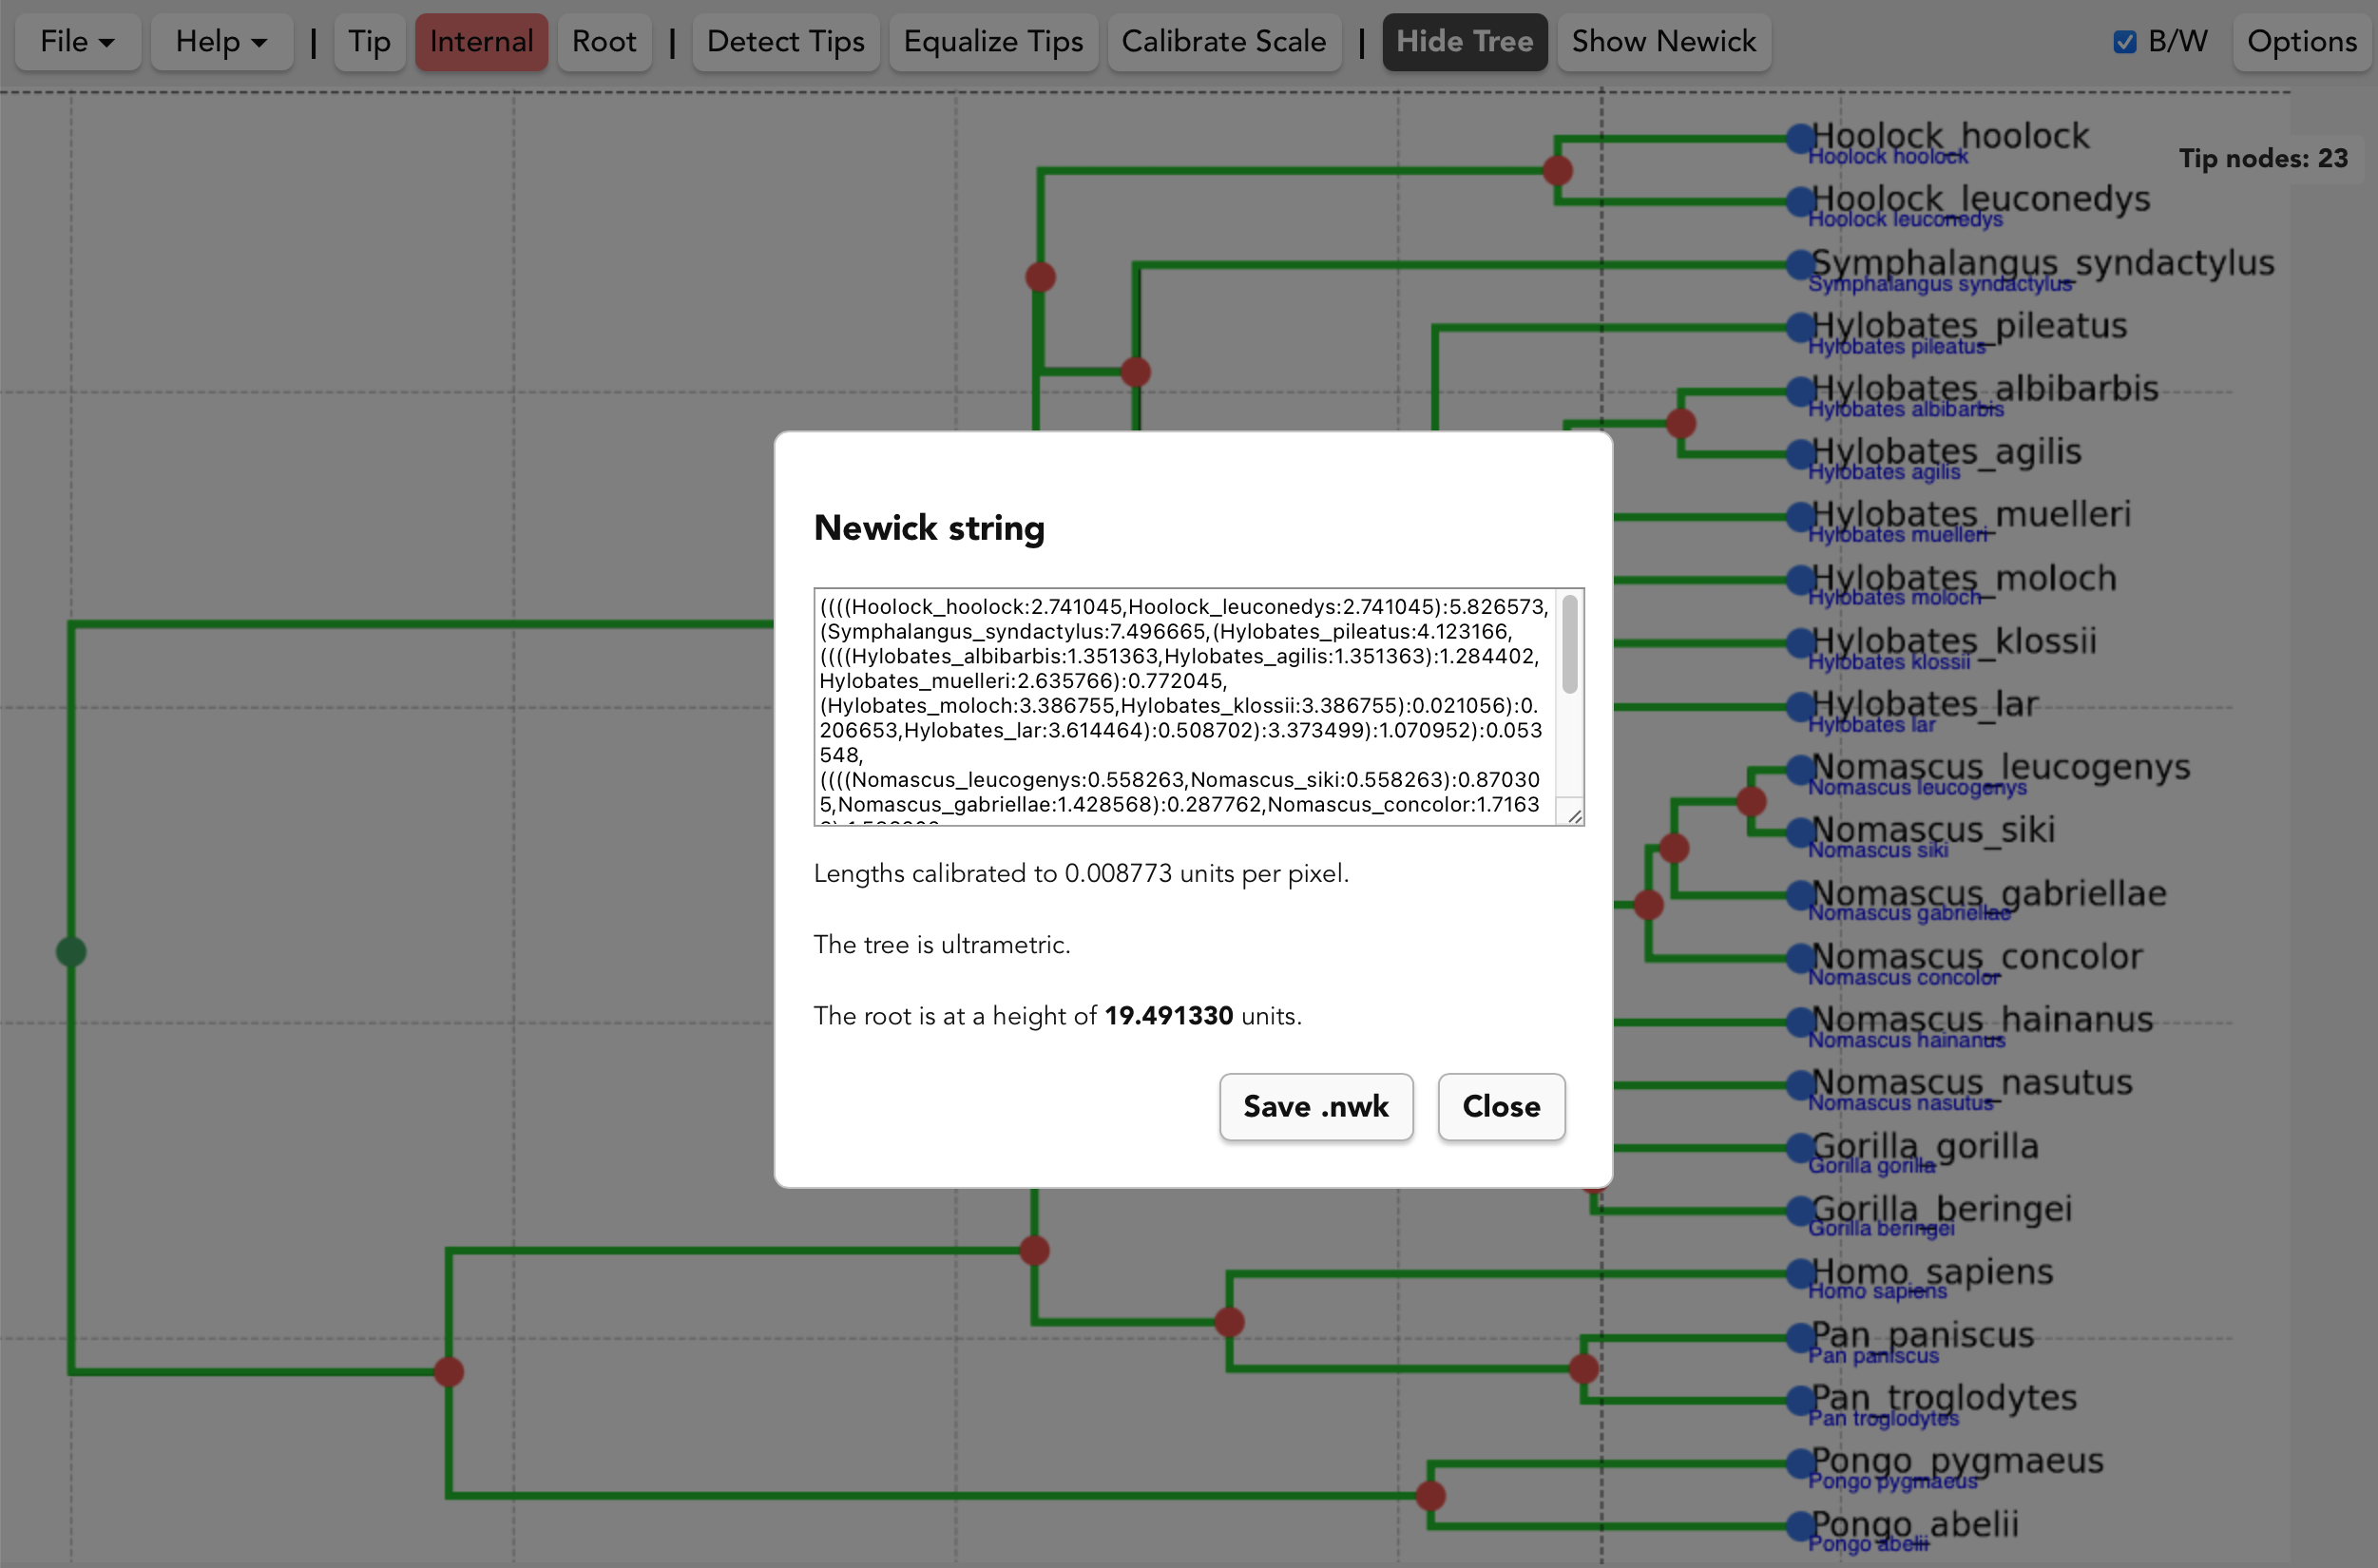 File Help | Tip Internal Root | Detect Tips Equalize Tips Calibrate Scale | Hide Tree Show Newick B/W Options
Tip nodes: 23
Hoolock_hoolock
Hoolock hoolock
Hoolock_leuconedys
Hoolock leuconedys
Symphalangus_syndactylus
Symphalangus syndactylus
Hylobates_pileatus
Hylobates pileatus
Hylobates_albibarbis
Hylobates albibarbis
Hylobates_agilis
Hylobates agilis
Hylobates_muelleri
Hylobates muelleri
Hylobates_moloch
Hylobates moloch
Hylobates_klossii
Hylobates klossii
Hylobates_lar
Hylobates lar
Nomascus_leucogenys
Nomascus leucogenys
Nomascus_siki
Nomascus siki
Nomascus_gabriellae
Nomascus gabriellae
Nomascus_concolor
Nomascus concolor
Nomascus_hainanus
Nomascus hainanus
Nomascus_nasutus
Nomascus nasutus
Gorilla_gorilla
Gorilla gorilla
Gorilla_beringei
Gorilla beringei
Homo_sapiens
Homo sapiens
Pan_paniscus
Pan paniscus
Pan_troglodytes
Pan troglodytes
Pongo_pygmaeus
Pongo pygmaeus
Pongo_abelii
Pongo abelii
Newick string
((((Hoolock_hoolock:2.741045,Hoolock_leuconedys:2.741045):5.826573,
(Symphalangus_syndactylus:7.496665,(Hylobates_pileatus:4.123166,
((((Hylobates_albibarbis:1.351363,Hylobates_agilis:1.351363):1.284402,
Hylobates_muelleri:2.635766):0.772045,
(Hylobates_moloch:3.386755,Hylobates_klossii:3.386755):0.021056):0.
206653,Hylobates_lar:3.614464):0.508702):3.373499):1.070952):0.053
548,
((((Nomascus_leucogenys:0.558263,Nomascus_siki:0.558263):0.87030
5,Nomascus_gabriellae:1.428568):0.287762,Nomascus_concolor:1.7163
Lengths calibrated to 0.008773 units per pixel.
The tree is ultrametric.
The root is at a height of 19.491330 units.
Save .nwk Close